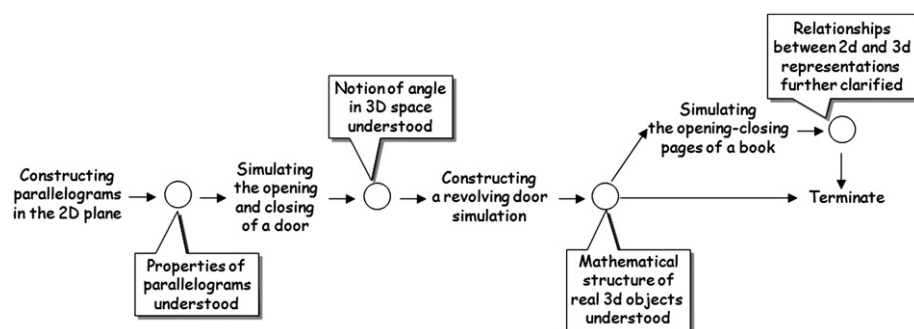 Constructing
parallelograms
in the 2D plane
Properties of
parallelograms
understood
Simulating
the opening
and closing
of a door
Notion of angle
in 3D space
understood
Constructing
a revolving door
simulation
Mathematical
structure of
real 3d objects
understood
Simulating
the opening-closing
pages of a book
Relationships
between 2d and 3d
representations
further clarified
Terminate